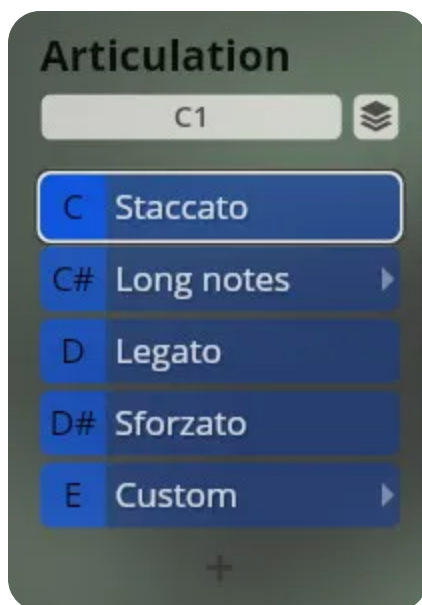 Articulation
C1
C Staccato
C# Long notes
D Legato
D# Sforzato
E Custom
+